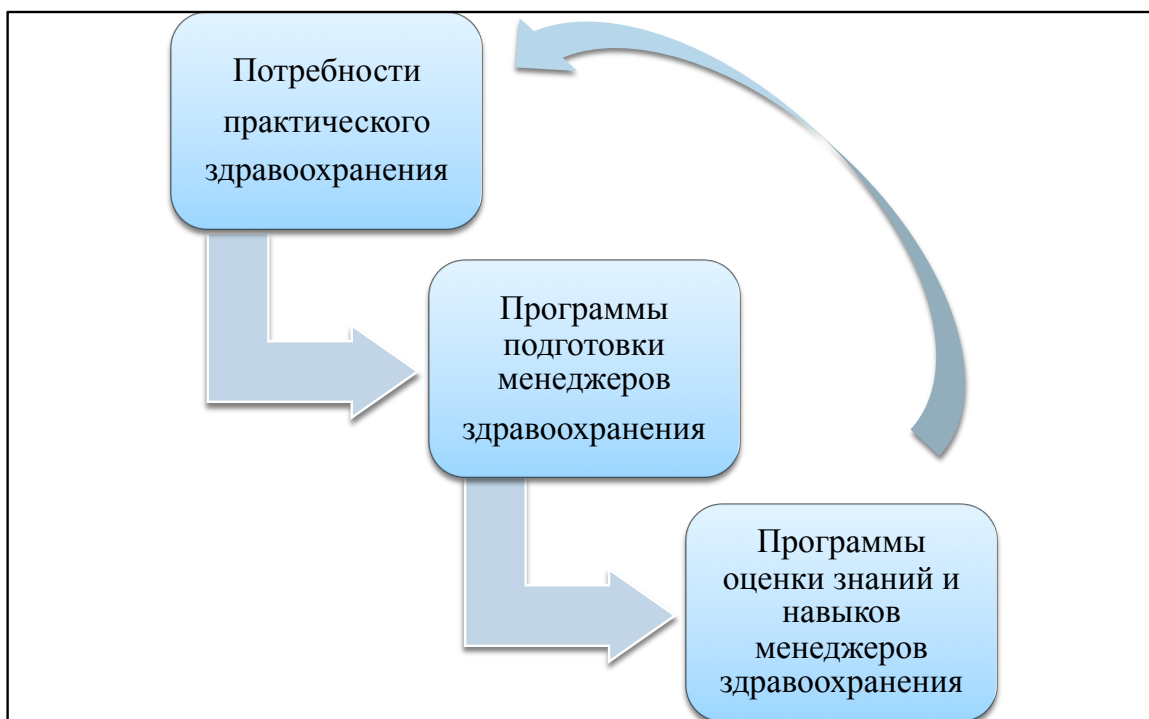 Потребности
практического
здравоохранения
Программы
подготовки
менеджеров
здравоохранения
Программы
оценки знаний и
навыков
менеджеров
здравоохранения